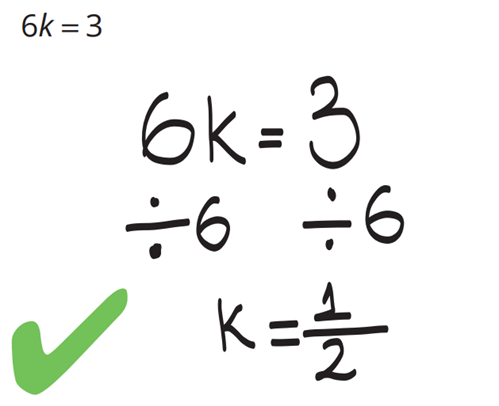 6k = 3
6k = 3
÷6 ÷6
k = 1/2